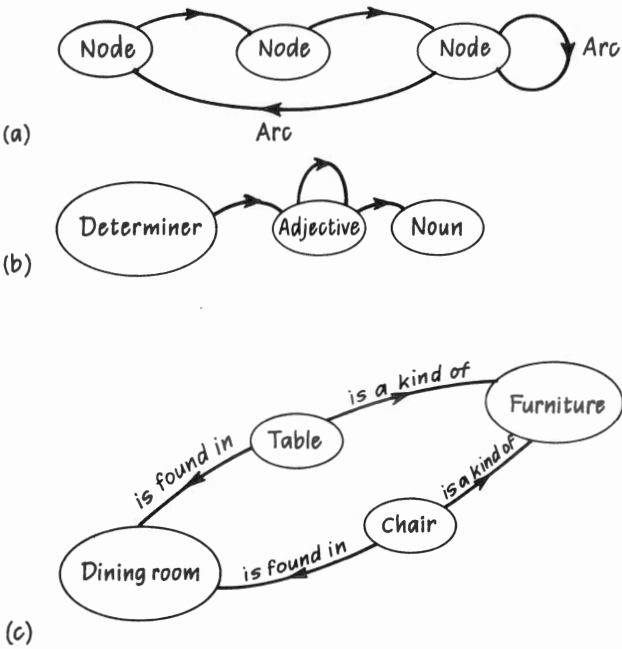 Node Node Node Arc
Arc
(a)
Determiner Adjective Noun
(b)
is a kind of
Furniture
Table
is found in
is a kind of
Chair
is found in
Dining room
(c)